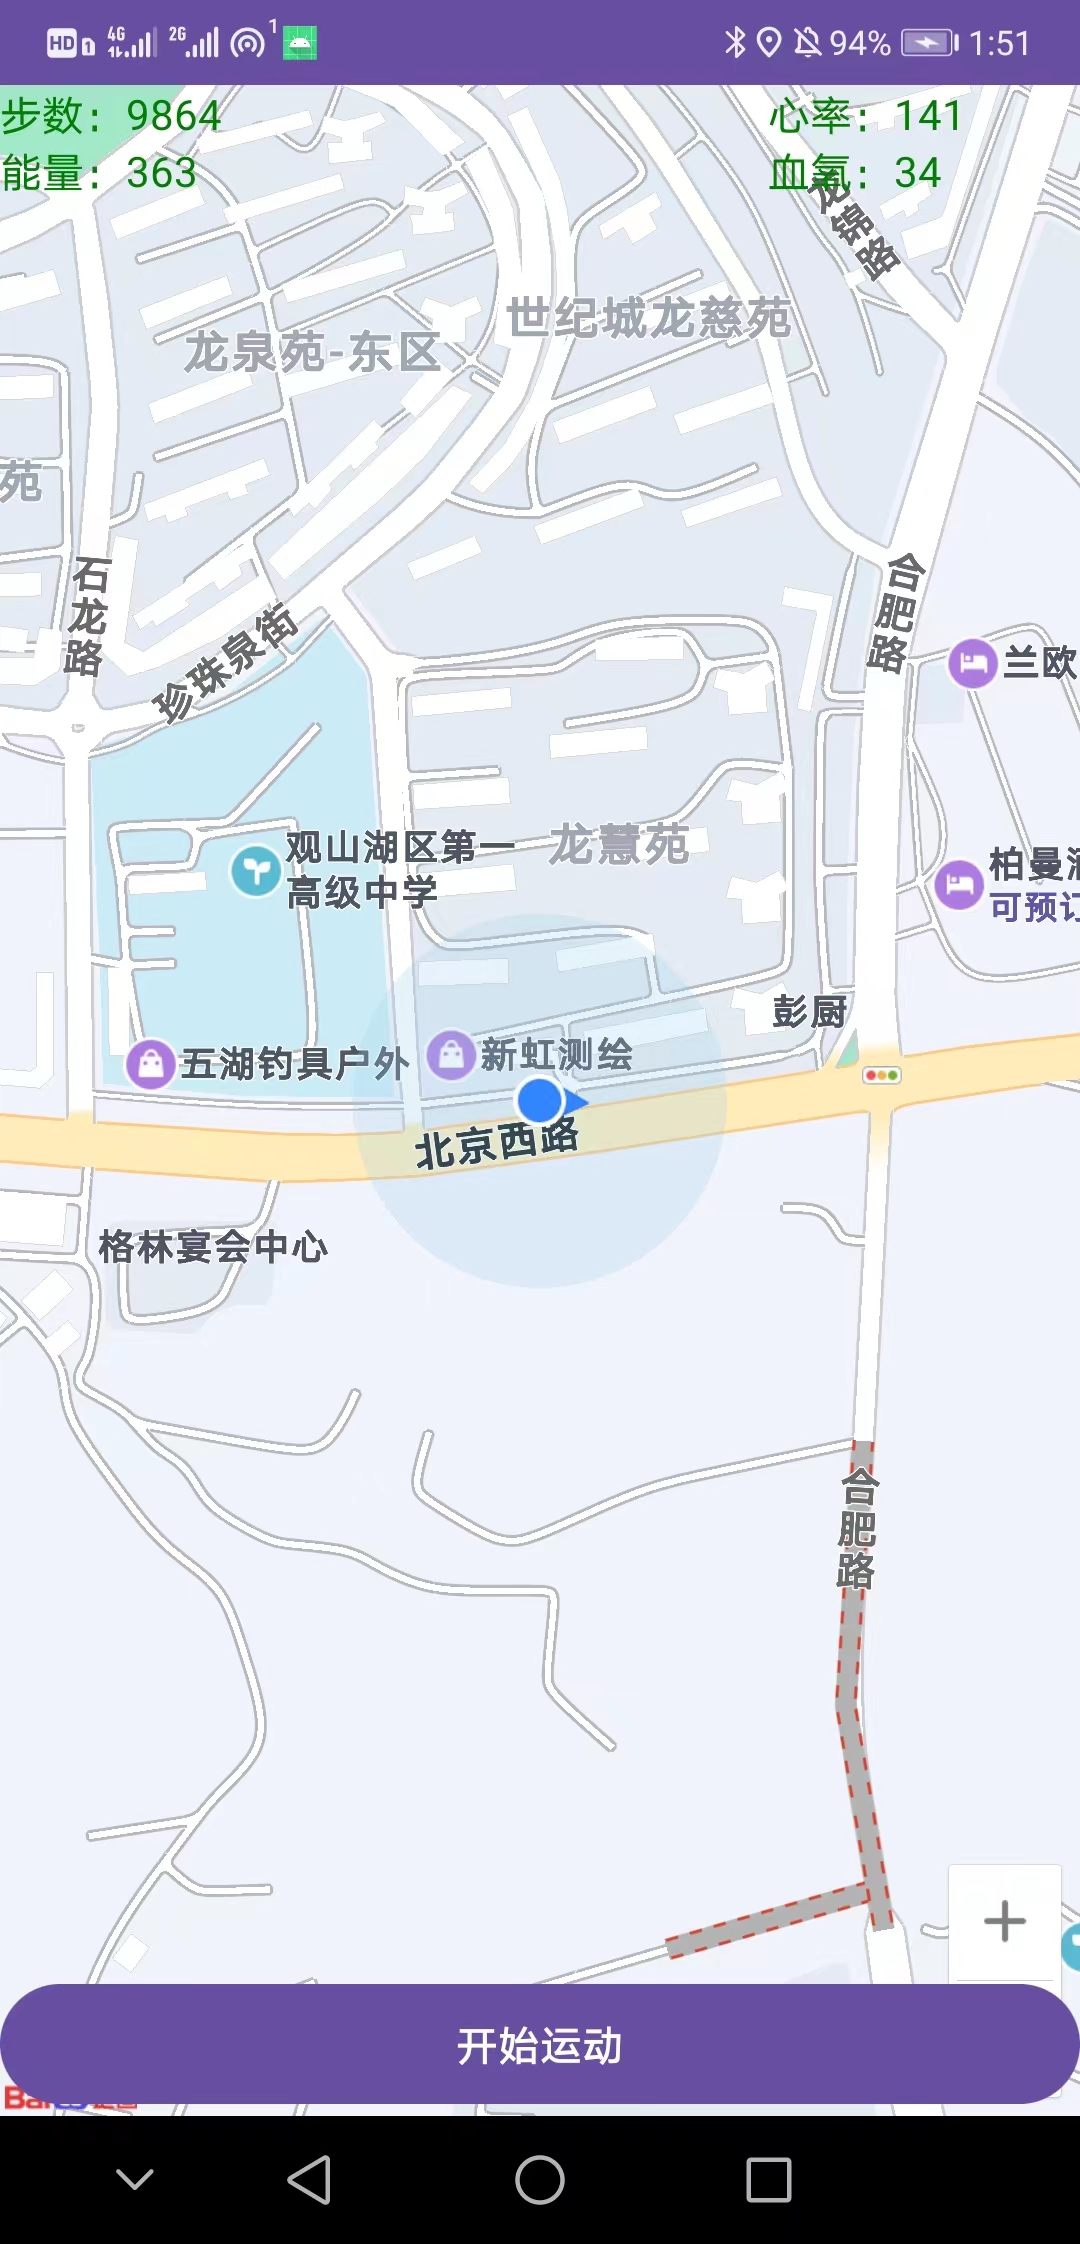 HD 1 4G 2G 1 94% 1:51
步数：9864
心率：141
能量：363
血氧：34
龙锦路
世纪城龙慈苑
龙泉苑-东区
苑
石龙路
合肥路
珍珠泉街
兰欧
观山湖区第一
高级中学
龙慧苑
柏曼酒
可预订
彭厨
五湖钓具户外
新虹测绘
北京西路
格林宴会中心
合肥路
+
开始运动